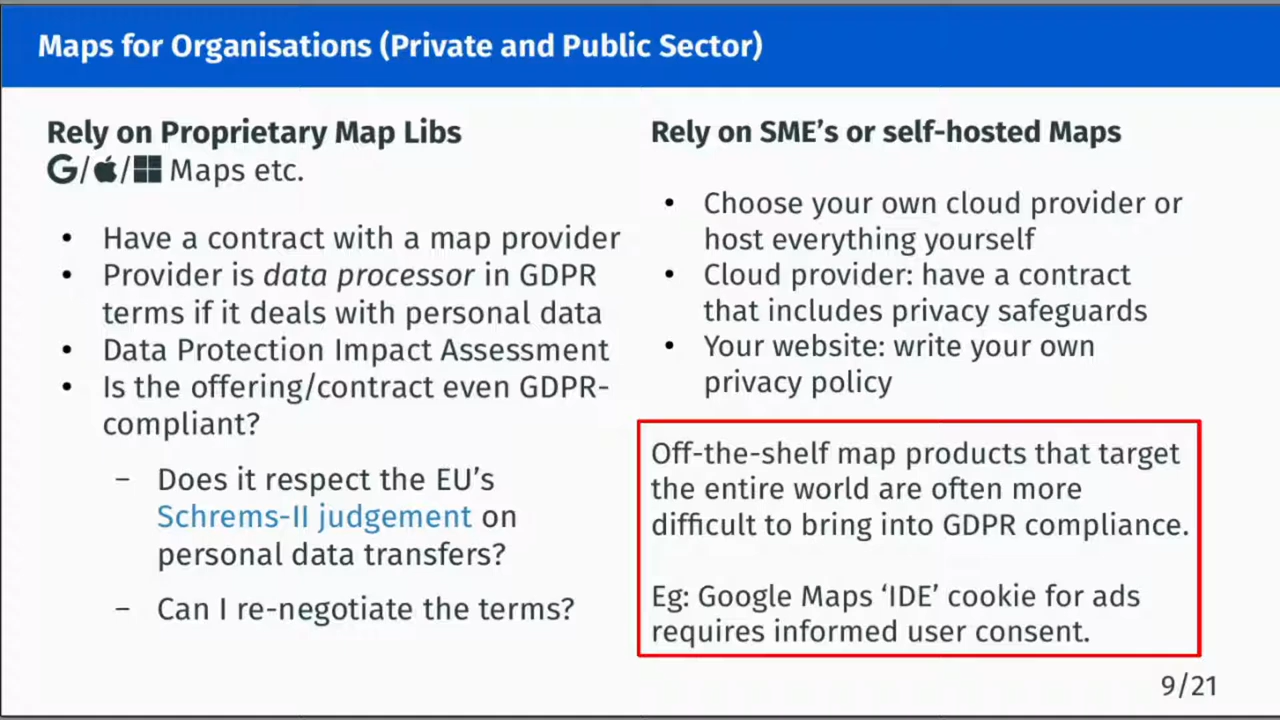 Maps for Organisations (Private and Public Sector)
Rely on Proprietary Map Libs
G/ / Maps etc.
• Have a contract with a map provider
• Provider is data processor in GDPR
terms if it deals with personal data
• Data Protection Impact Assessment
• Is the offering/contract even GDPR-
compliant?
– Does it respect the EU's
Schrems-II judgement on
personal data transfers?
– Can I re-negotiate the terms?
Rely on SME's or self-hosted Maps
• Choose your own cloud provider or
host everything yourself
• Cloud provider: have a contract
that includes privacy safeguards
• Your website: write your own
privacy policy
Off-the-shelf map products that target
the entire world are often more
difficult to bring into GDPR compliance.
Eg: Google Maps ‘IDE’ cookie for ads
requires informed user consent.
9/21